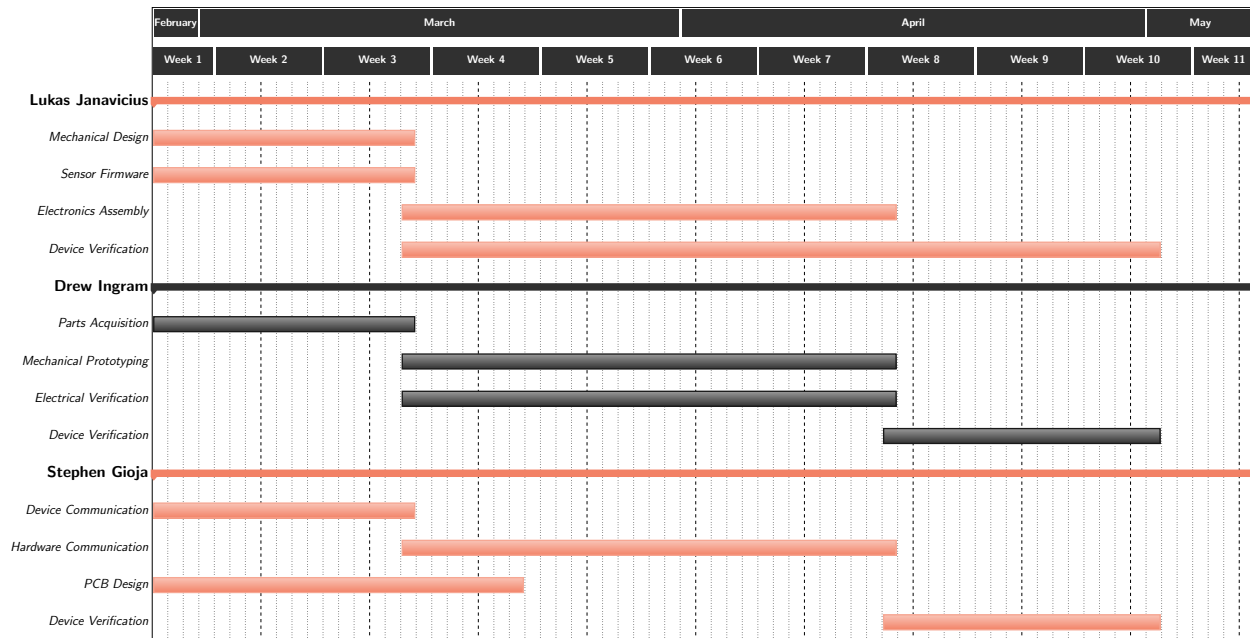 February March April May
Week 1 Week 2 Week 3 Week 4 Week 5 Week 6 Week 7 Week 8 Week 9 Week 10 Week 11
Lukas Janavicius
Mechanical Design
Sensor Firmware
Electronics Assembly
Device Verification
Drew Ingram
Parts Acquisition
Mechanical Prototyping
Electrical Verification
Device Verification
Stephen Gioja
Device Communication
Hardware Communication
PCB Design
Device Verification